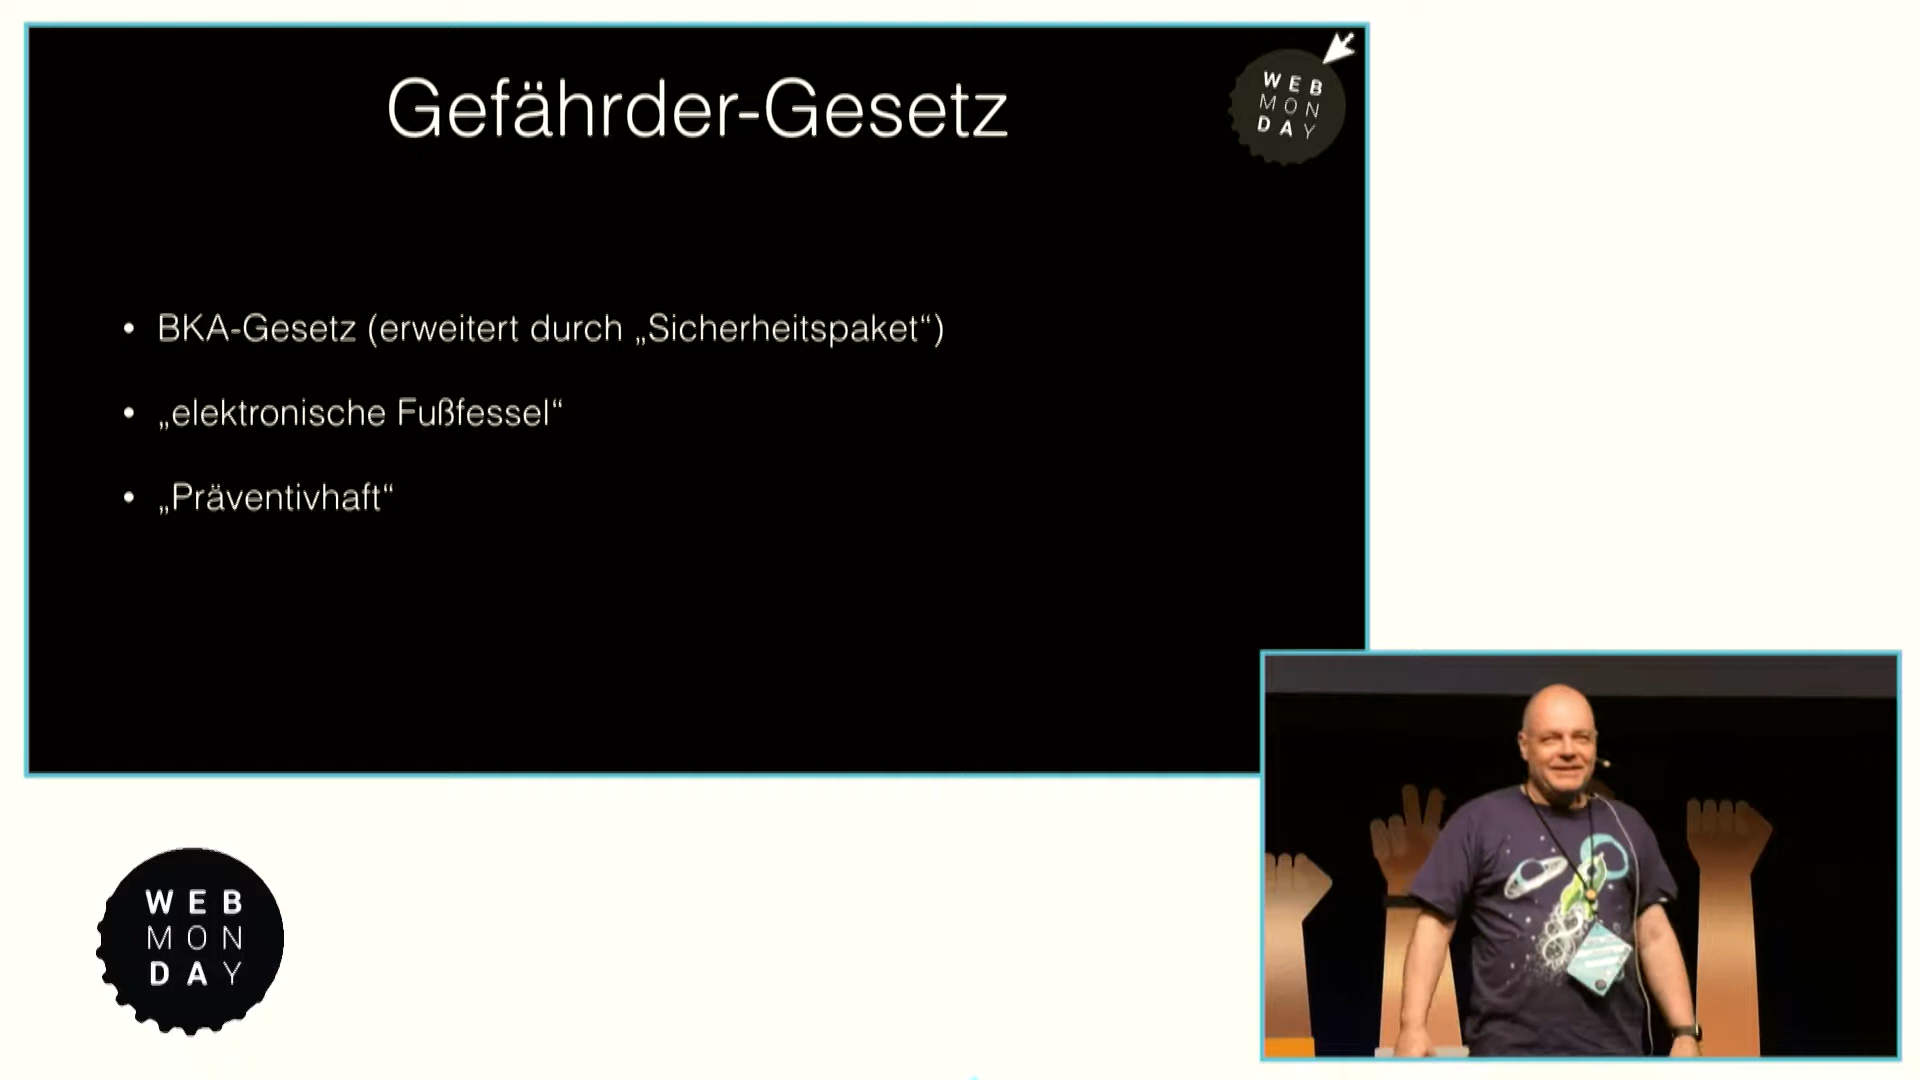 Gefährder-Gesetz
WEB
MON
DAY
• BKA-Gesetz (erweitert durch „Sicherheitspaket“)
• „elektronische Fußfessel“
• „Präventivhaft“
WEB
MON
DAY